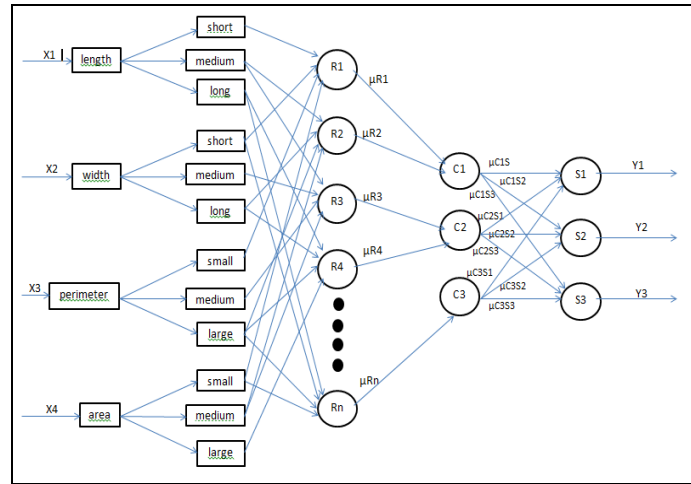 X1
length
short
medium
long
X2
width
short
medium
long
X3
perimeter
small
medium
large
X4
area
small
medium
large
R1
R2
R3
R4
Rn
µR1
µR2
µR3
µR4
µRn
C1
C2
C3
µC1S
µC1S2
µC1S3
µC2S1
µC2S2
µC2S3
µC3S1
µC3S2
µC3S3
S1
S2
S3
Y1
Y2
Y3